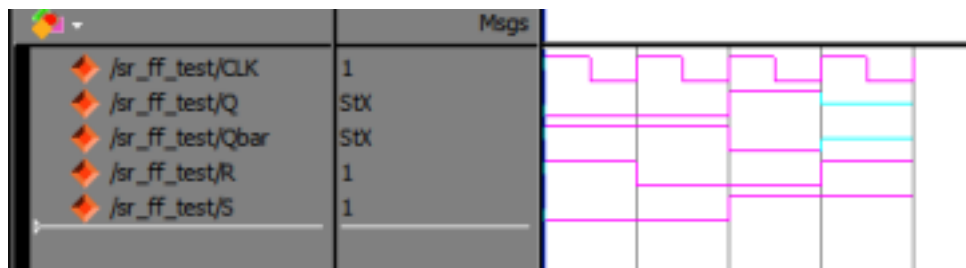 Msgs
/sr_ff_test/CLK 1
/sr_ff_test/Q StX
/sr_ff_test/Qbar StX
/sr_ff_test/R 1
/sr_ff_test/S 1